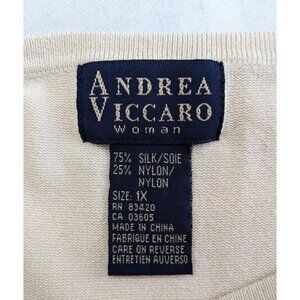 ANDREA
VICCARO
Woman
75% SILK/SOIE
25% NYLON/
NYLON
SIZE: 1X
RN 83420
CA 03605
MADE IN CHINA
FABRIQUE EN CHINE
CARE ON REVERSE
ENTRETIEN AUVERSO